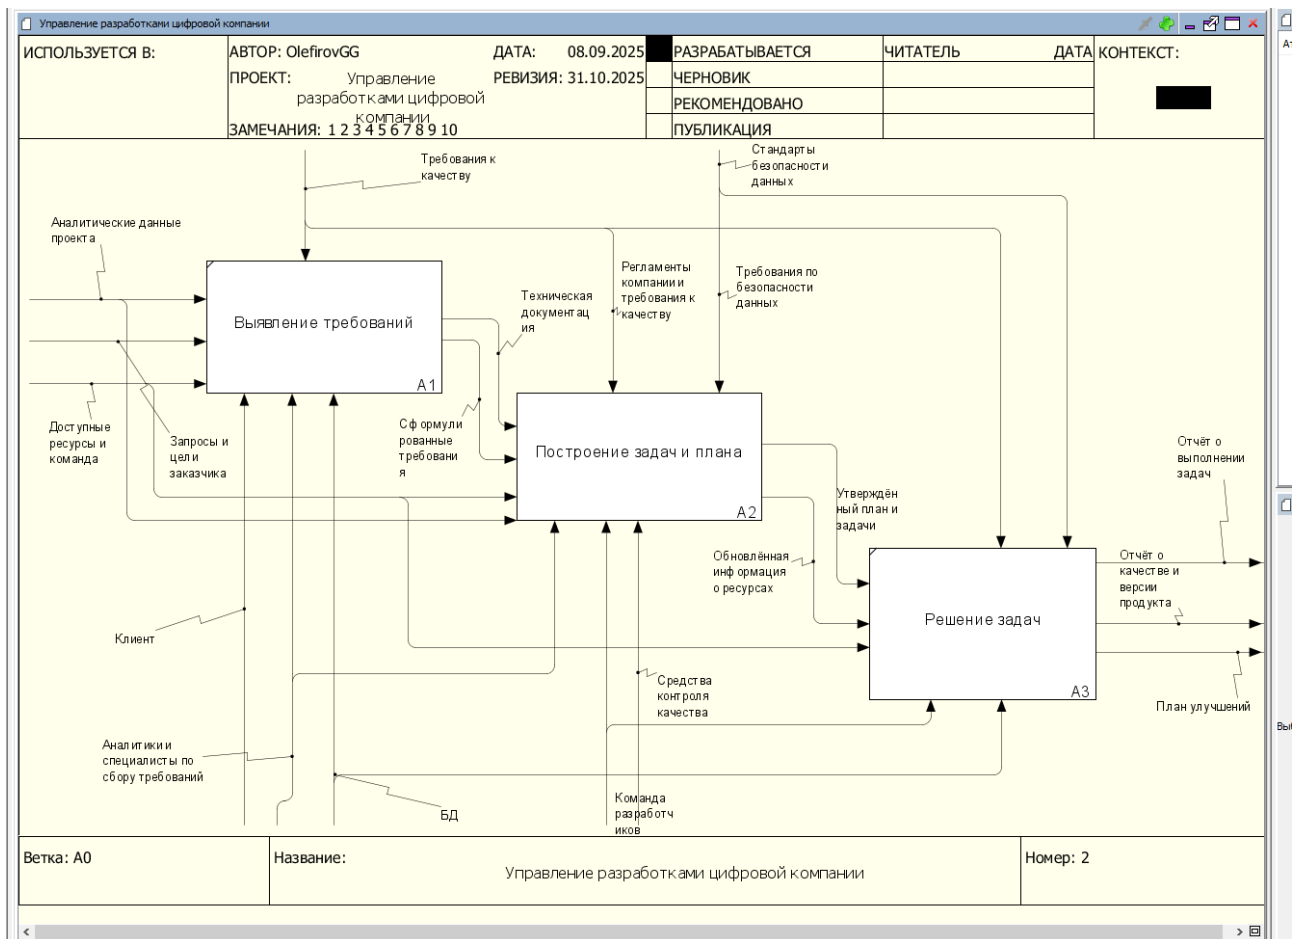 Управление разработками цифровой компании
ИСПОЛЬЗУЕТСЯ В:
АВТОР: OlefirovGG
ДАТА: 08.09.2025
РАЗРАБАТЫВАЕТСЯ
ЧИТАТЕЛЬ
ДАТА
КОНТЕКСТ:
ПРОЕКТ: Управление
разработками цифровой
компании
РЕВИЗИЯ: 31.10.2025
ЧЕРНОВИК
РЕКОМЕНДОВАНО
ЗАМЕЧАНИЯ: 1 2 3 4 5 6 7 8 9 10
ПУБЛИКАЦИЯ
Требования к
качеству
Стандарты
безопасности
данных
Аналитические данные
проекта
Регламенты
компании и
требования к
качеству
Требования по
безопасности
данных
Техническая
документац
ия
Выявление требований
A1
Доступные
ресурсы и
команда
Запросы и
цели
заказчика
Сформули
рованные
требовани
я
Построение задач и плана
A2
Отчёт о
выполнении
задач
Утверждён
ный план и
задачи
Обновлённая
информация
о ресурсах
Отчёт о
качестве и
версии
продукта
Решение задач
A3
Клиент
Средства
контроля
качества
План улучшений
Аналитики и
специалисты по
сбору требований
БД
Команда
разработч
иков
Ветка: A0
Название:
Управление разработками цифровой компании
Номер: 2